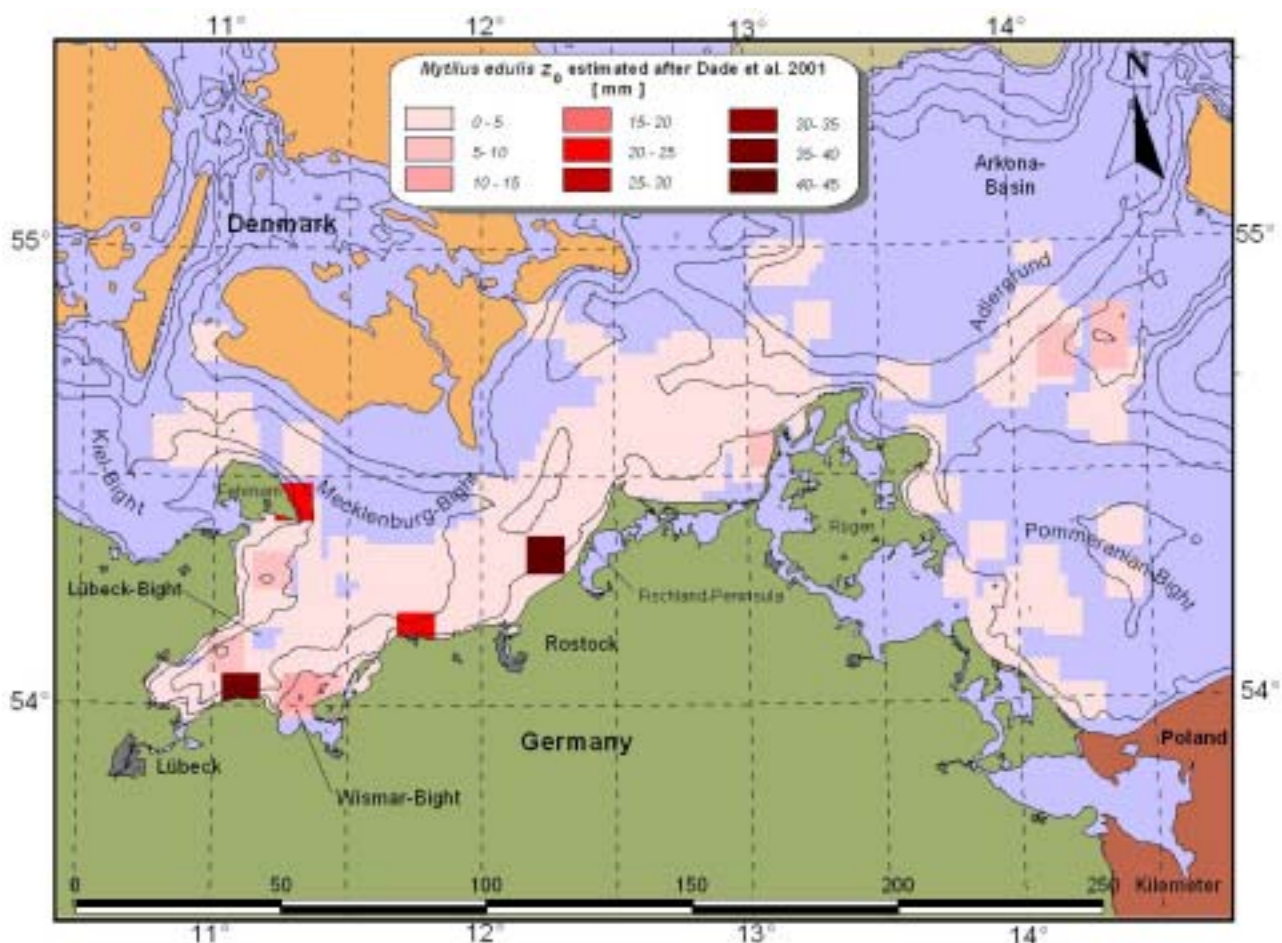 11° 12° 13° 14°
Mytilus edulis z0 estimated after Dade et al. 2001
[ mm ]
0 - 5 15- 20 30- 35
5- 10 20 - 25 35- 40
10 - 15 25- 30 40- 45
N
Arkona-
Basin
Denmark
55° 55°
Adlergrund
Kiel-Bight
Fehmarn
Mecklenburg-Bight
Rügen
Pommeranian-Bight
Lübeck-Bight
Fischland-Peninsula
Rostock
54° 54°
Germany
Poland
Lübeck
Wismar-Bight
0 50 100 150 200 250 Kilometer
11° 12° 13° 14°